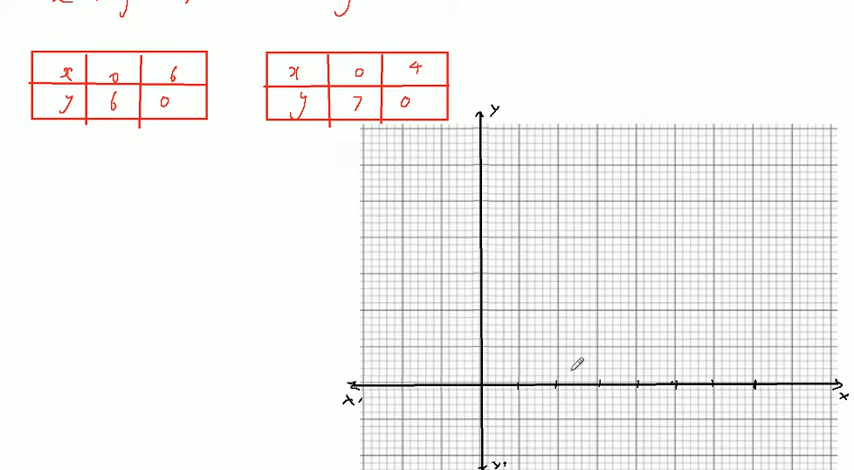 x 0 6
y 6 0
x 0 4
y 7 0
Y
X' X
Y'